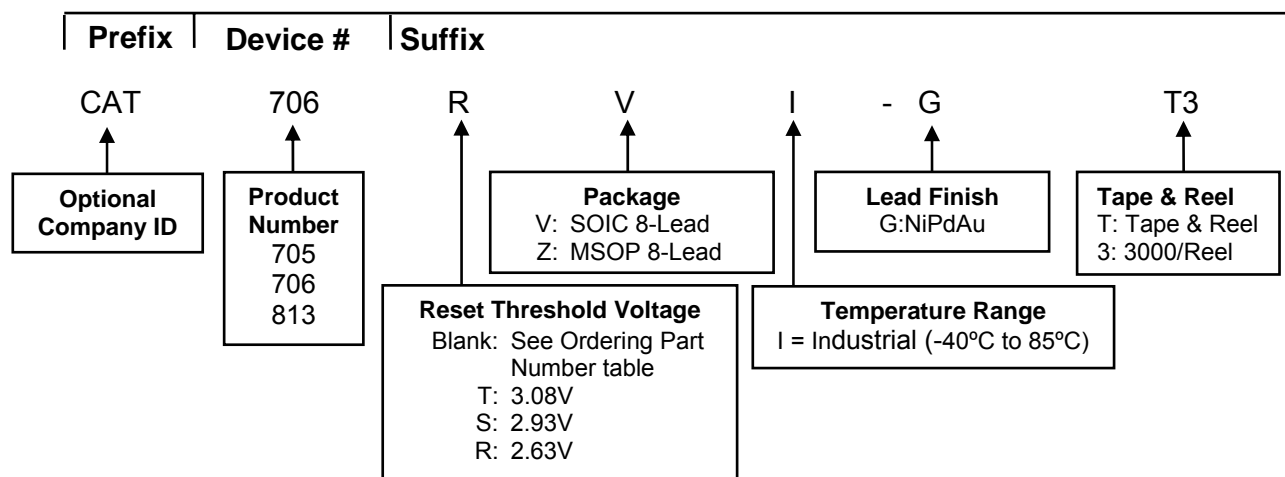 Prefix Device # Suffix
CAT 706 R V I - G T3
Optional
Company ID
Product
Number
705
706
813
Package
V: SOIC 8-Lead
Z: MSOP 8-Lead
Lead Finish
G:NiPdAu
Tape & Reel
T: Tape & Reel
3: 3000/Reel
Reset Threshold Voltage
Blank: See Ordering Part
Number table
T: 3.08V
S: 2.93V
R: 2.63V
Temperature Range
I = Industrial (-40ºC to 85ºC)